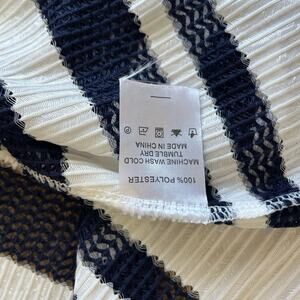 100% POLYESTER
MACHINE WASH COLD
TUMBLE DRY
MADE IN CHINA